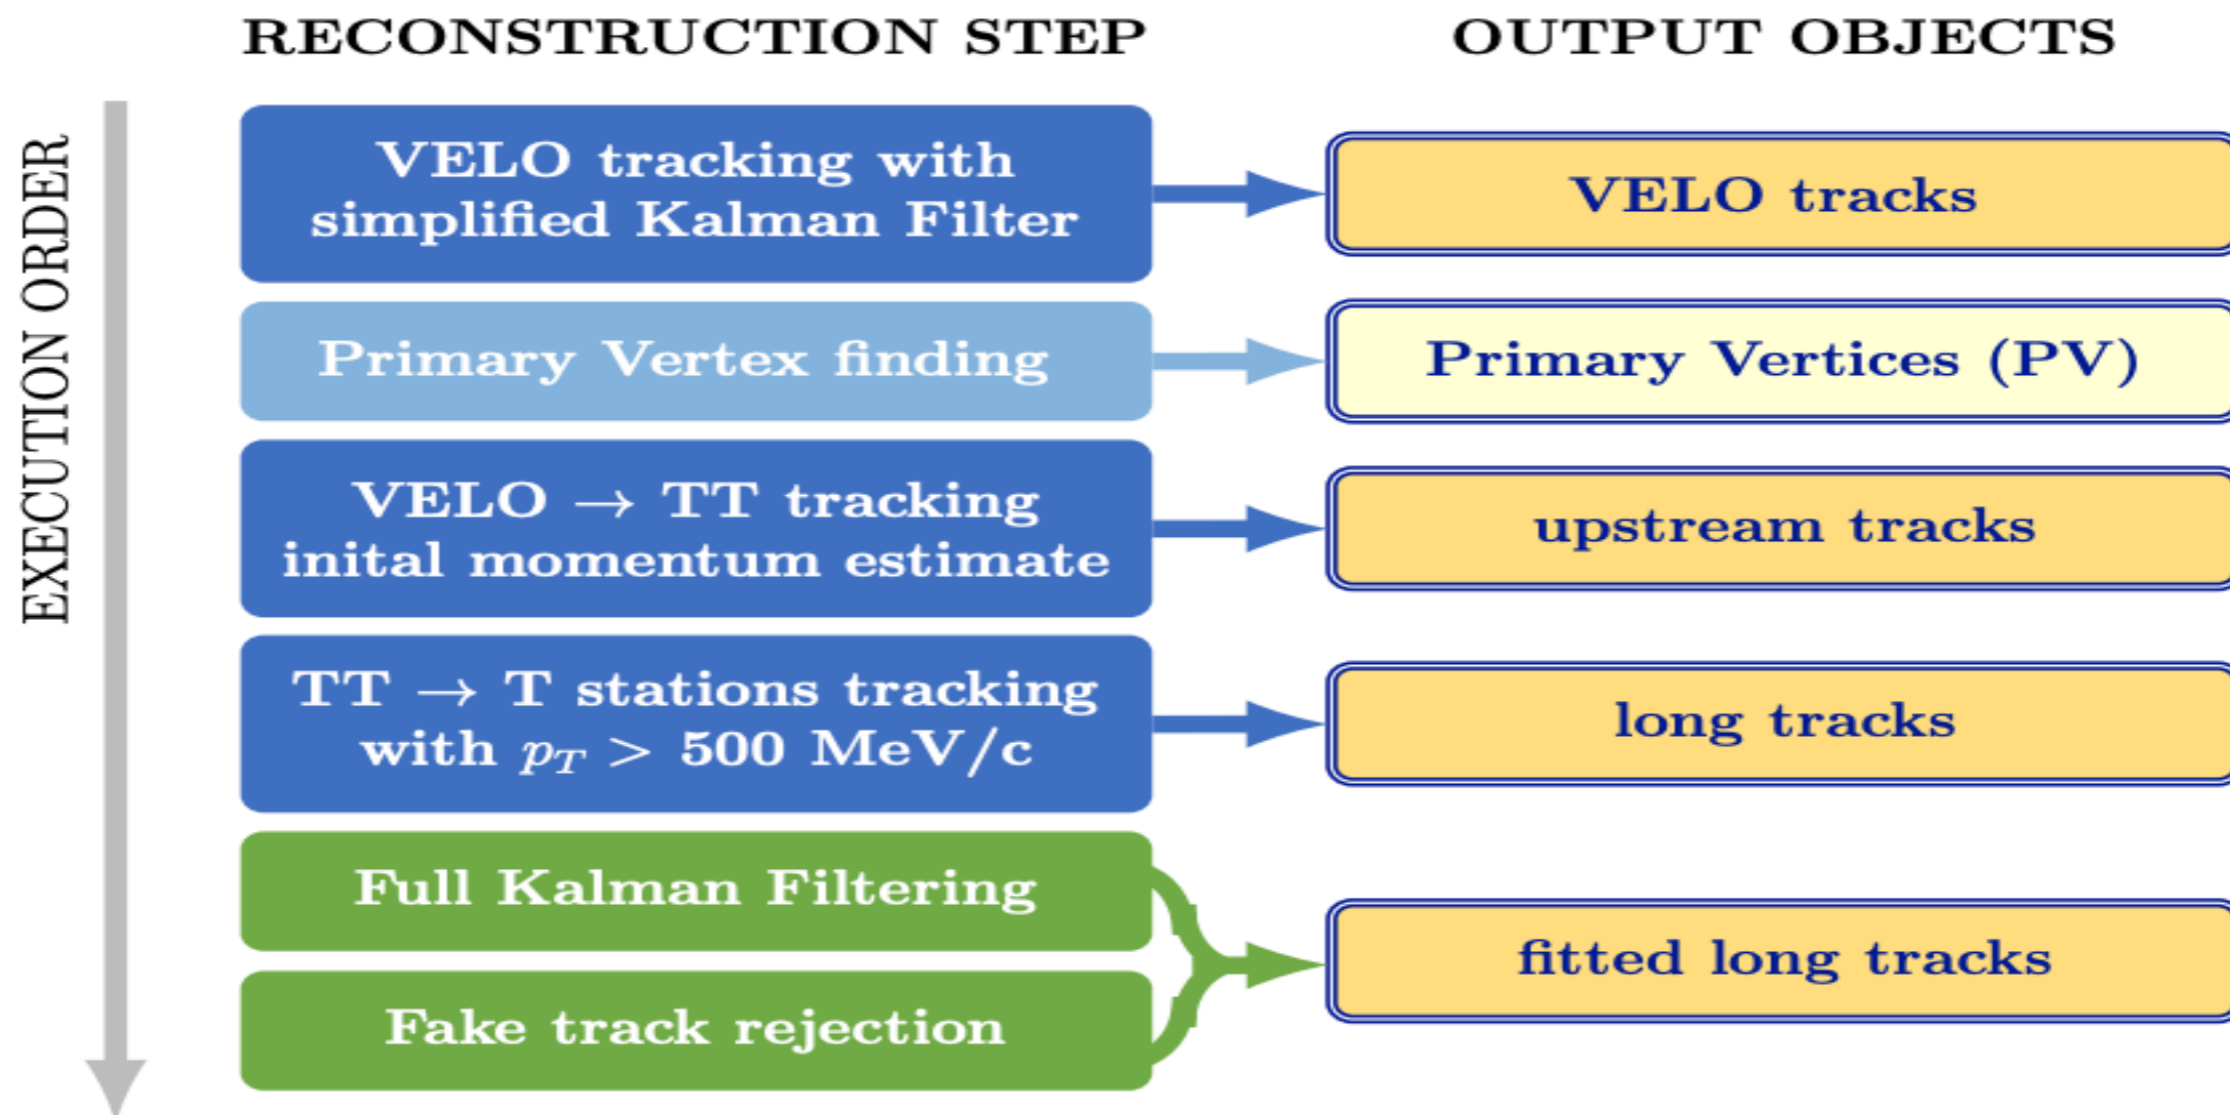 RECONSTRUCTION STEP
OUTPUT OBJECTS
EXECUTION ORDER
VELO tracking with
simplified Kalman Filter
VELO tracks
Primary Vertex finding
Primary Vertices (PV)
VELO → TT tracking
inital momentum estimate
upstream tracks
TT → T stations tracking
with p_T > 500 MeV/c
long tracks
Full Kalman Filtering
Fake track rejection
fitted long tracks